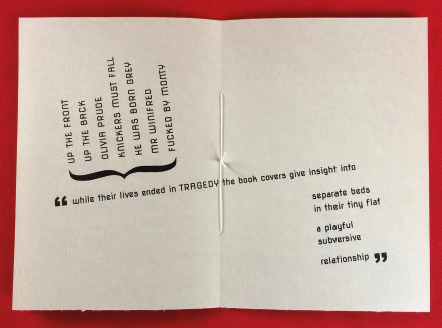 UP THE FRONT
UP THE BACK
OLIVIA PRUDE
KNICKERS MUST FALL
HE WAS BORN GREY
MR WINIFRED
FUCKED BY MONTY
“ while their lives ended in TRAGEDY the book covers give insight into
separate beds
in their tiny flat
a playful
subversive
relationship ”